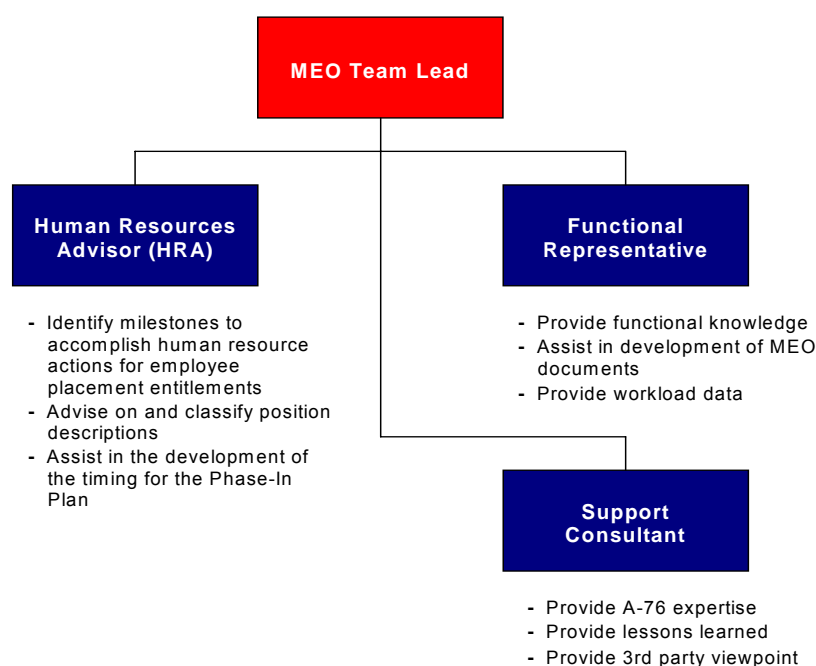 MEO Team Lead
Human Resources
Advisor (HRA)
- Identify milestones to
accomplish human resource
actions for employee
placement entitlements
- Advise on and classify position
descriptions
- Assist in the development of
the timing for the Phase-In
Plan
Functional
Representative
- Provide functional knowledge
- Assist in development of MEO
documents
- Provide workload data
Support
Consultant
- Provide A-76 expertise
- Provide lessons learned
- Provide 3rd party viewpoint